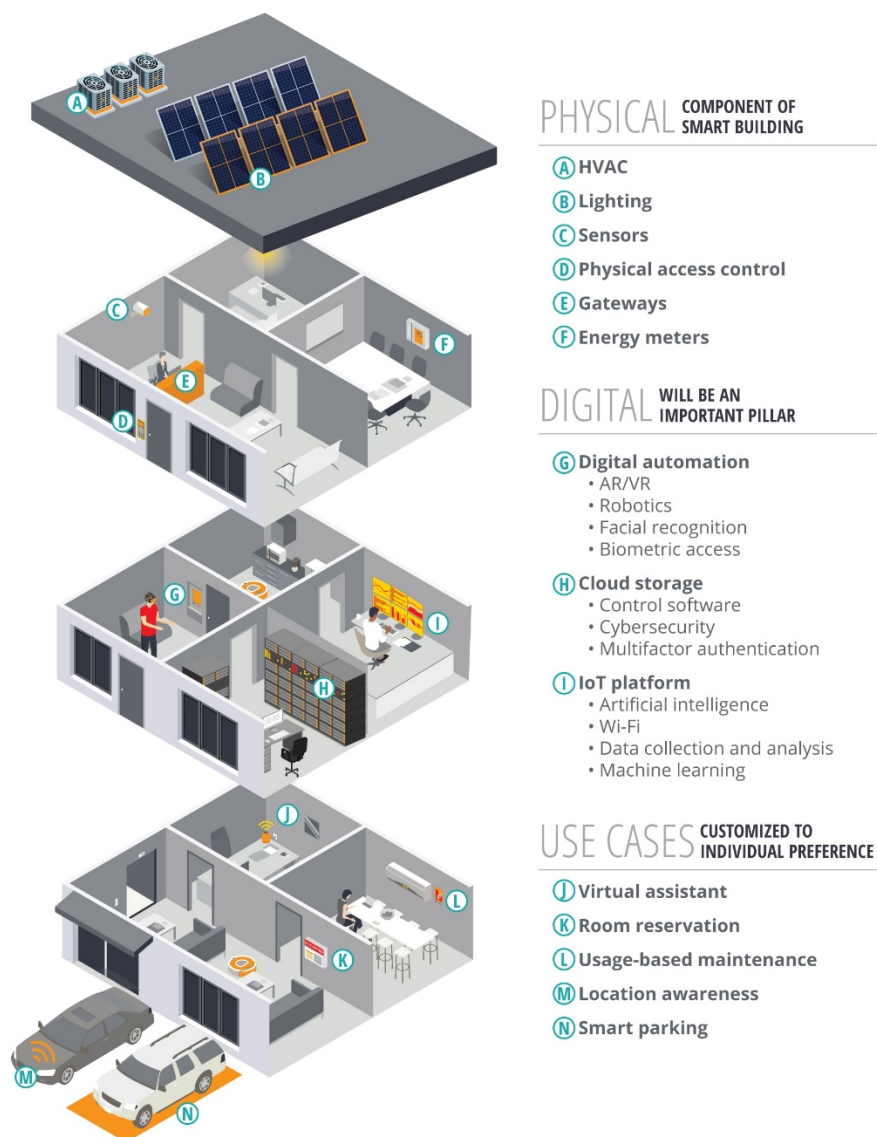 PHYSICAL COMPONENT OF
SMART BUILDING
A HVAC
B Lighting
C Sensors
D Physical access control
E Gateways
F Energy meters
DIGITAL WILL BE AN
IMPORTANT PILLAR
G Digital automation
• AR/VR
• Robotics
• Facial recognition
• Biometric access
H Cloud storage
• Control software
• Cybersecurity
• Multifactor authentication
I IoT platform
• Artificial intelligence
• Wi-Fi
• Data collection and analysis
• Machine learning
USE CASES CUSTOMIZED TO
INDIVIDUAL PREFERENCE
J Virtual assistant
K Room reservation
L Usage-based maintenance
M Location awareness
N Smart parking
A
B
C
F
E
D
G
I
H
J
L
K
M
N